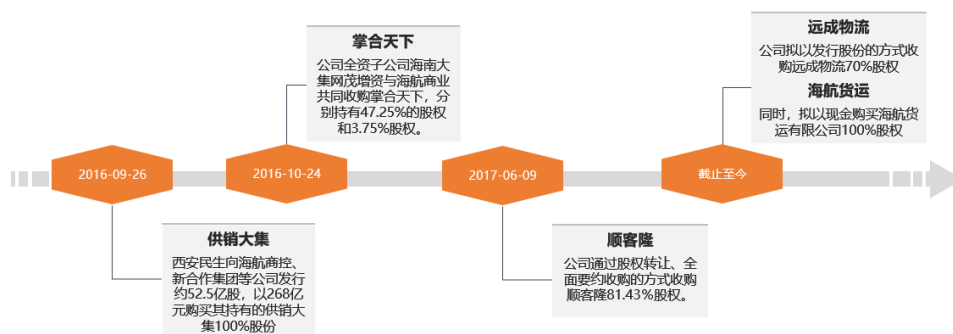 掌合天下
公司全资子公司海南大
集网茂增资与海航商业
共同收购掌合天下，分
别持有47.25%的股权
和3.75%股权。
远成物流
公司拟以发行股份的方式收
购远成物流70%股权
海航货运
同时，拟以现金购买海航货
运有限公司100%股权
2016-09-26
2016-10-24
2017-06-09
截止至今
供销大集
西安民生向海航商控、
新合作集团等公司发行
约52.5亿股，以268亿
元购买其持有的供销大
集100%股份
顺客隆
公司通过股权转让、全
面要约收购的方式收购
顺客隆81.43%股权。